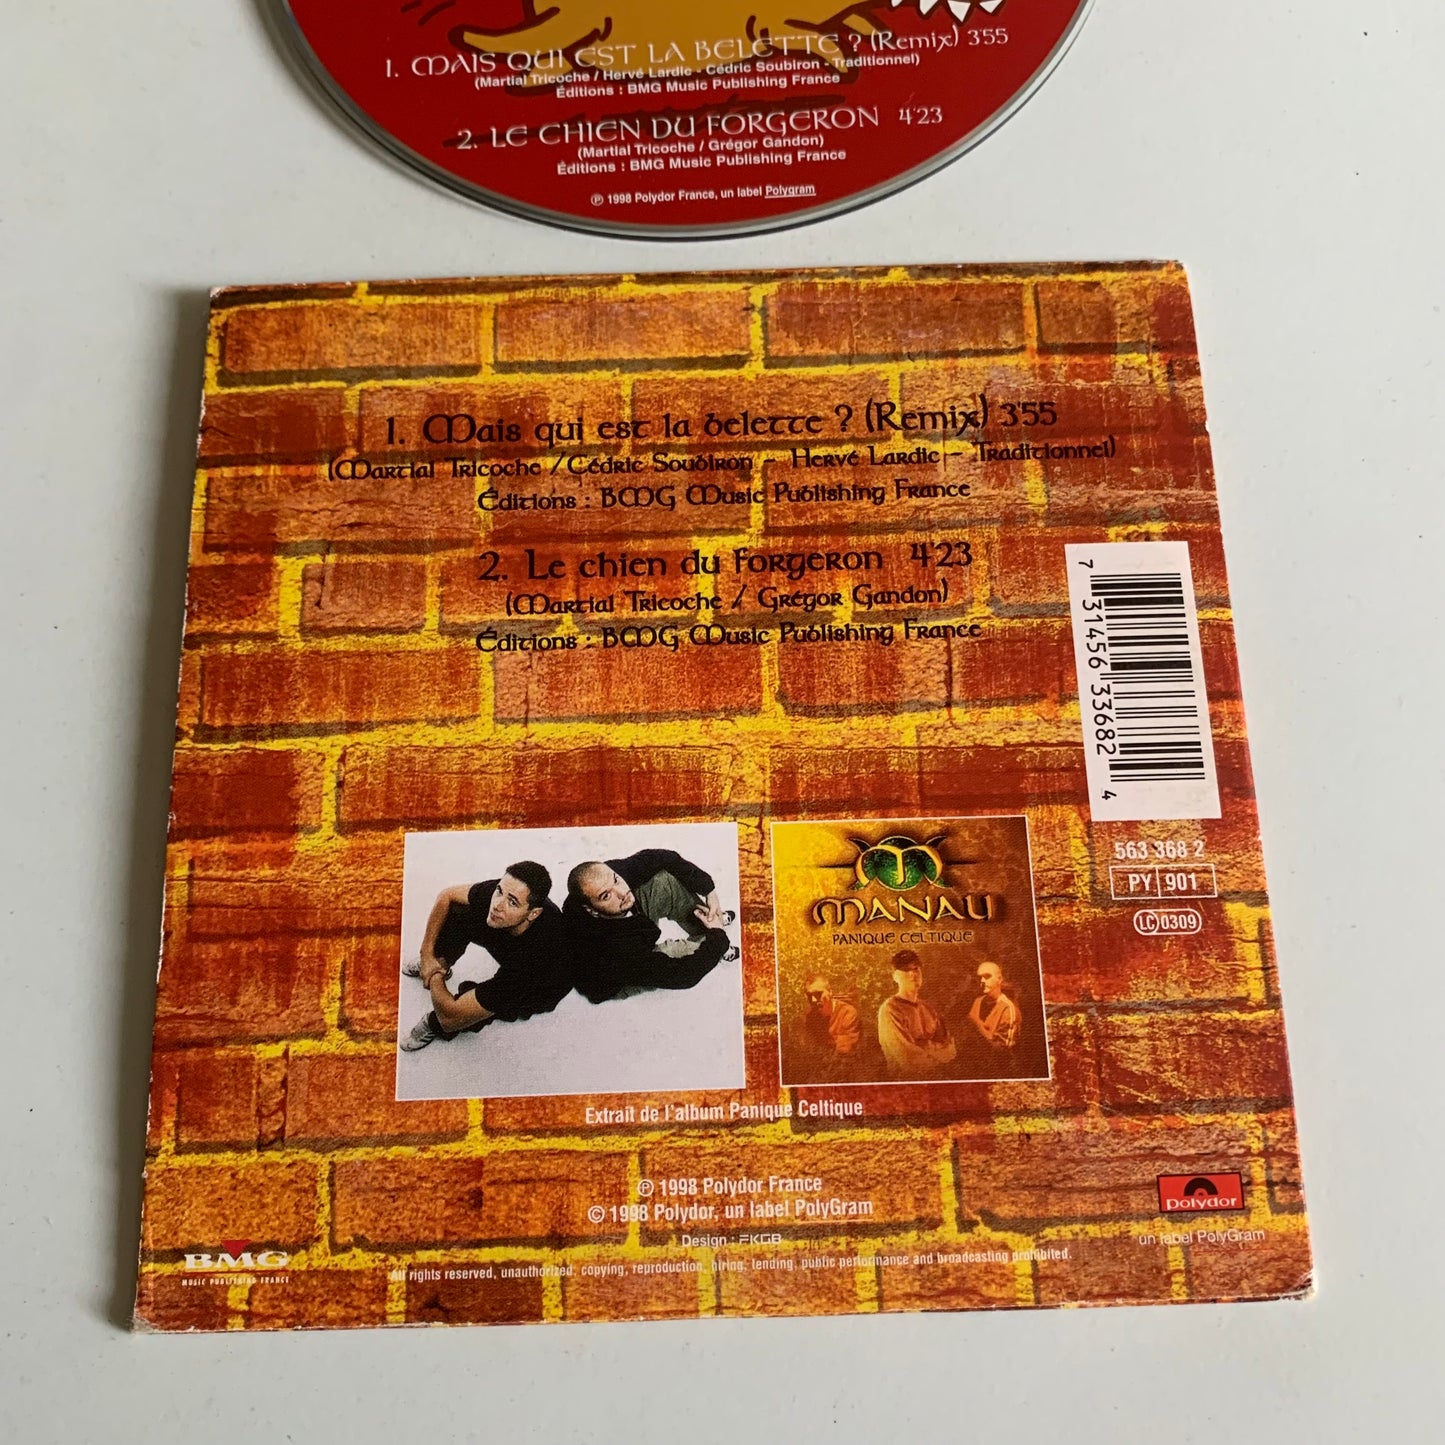 1. MAIS QUI EST LA BELETTE ? (Remix) 3'55
(Martial Tricoche / Hervé Lardic - Cédric Soubiron - Traditionnel)
Éditions : BMG Music Publishing France
2. LE CHIEN DU FORGERON 4'23
(Martial Tricoche / Grégor Gandon)
Éditions : BMG Music Publishing France
℗ 1998 Polydor France, un label Polygram
1. Mais qui est la belette ? (Remix) 3'55
(Martial Tricoche / Cédric Soubiron - Hervé Lardic - Traditionnel)
Éditions : BMG Music Publishing France
2. Le chien du forgeron 4'23
(Martial Tricoche / Grégor Gandon)
Éditions : BMG Music Publishing France
7 31456 33682 4
563 368 2
PY 901
LC 0309
MANAU
PANIQUE CELTIQUE
Extrait de l'album Panique Celtique
℗ 1998 Polydor France
© 1998 Polydor, un label PolyGram
Design : FKGB
All rights reserved, unauthorized, copying, reproduction, hiring, lending, public performance and broadcasting prohibited.
BMG
MUSIC PUBLISHING FRANCE
Polydor
un label PolyGram